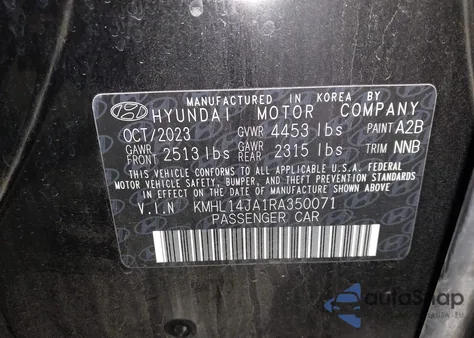 MANUFACTURED IN KOREA BY
HYUNDAI MOTOR COMPANY
OCT/2023 GVWR 4453 lbs PAINT A2B
GAWR FRONT 2513 lbs GAWR REAR 2315 lbs TRIM NNB
THIS VEHICLE CONFORMS TO ALL APPLICABLE U.S.A. FEDERAL
MOTOR VEHICLE SAFETY, BUMPER, AND THEFT PREVENTION STANDARDS
IN EFFECT ON THE DATE OF MANUFACTURE SHOWN ABOVE.
V.I.N KMHL14JA1RA350071
PASSENGER CAR
autoSnap